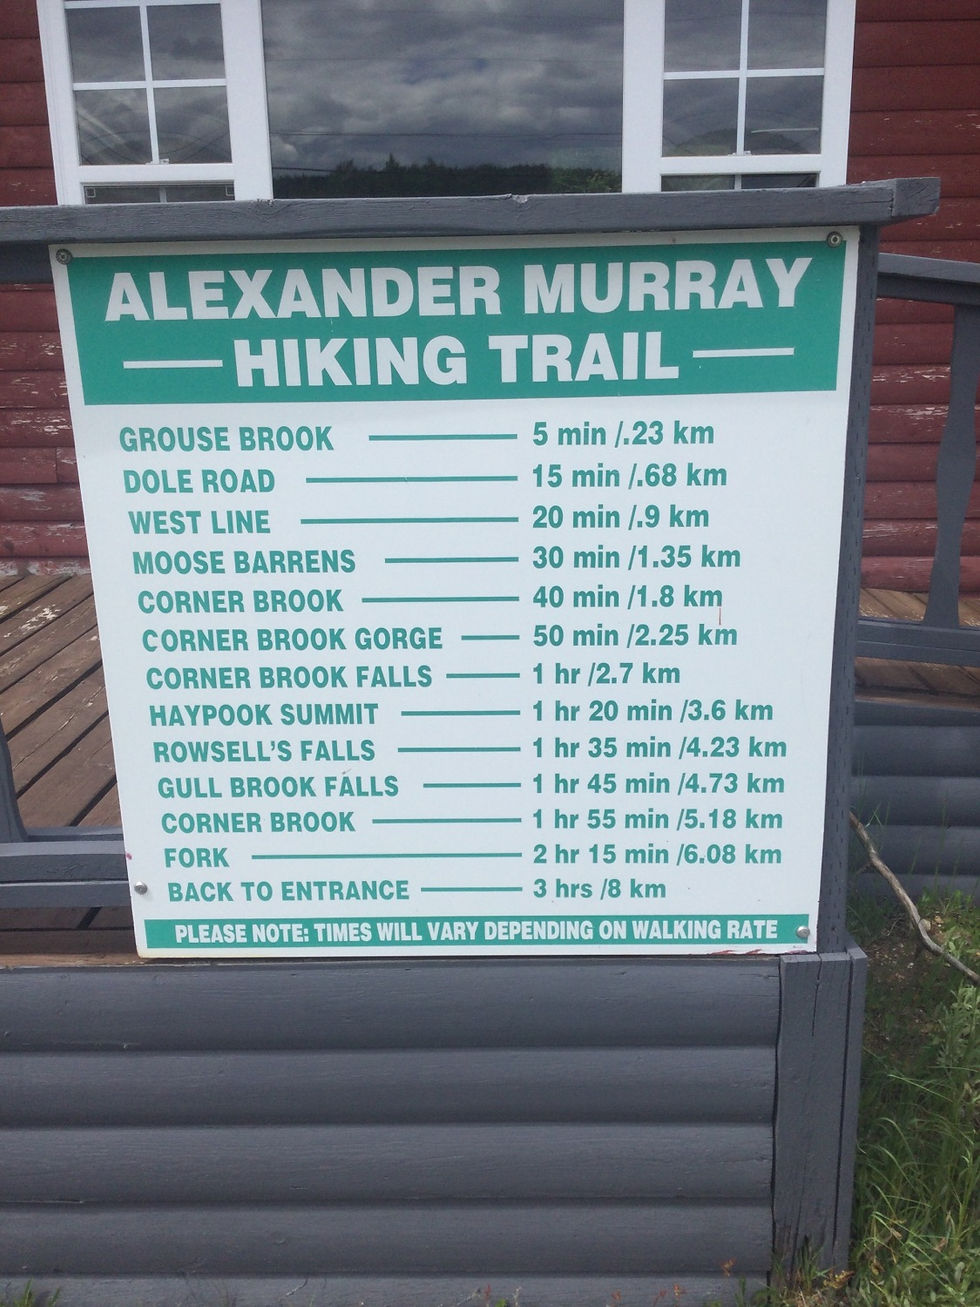 ALEXANDER MURRAY
HIKING TRAIL
GROUSE BROOK 5 min /.23 km
DOLE ROAD 15 min /.68 km
WEST LINE 20 min /.9 km
MOOSE BARRENS 30 min /1.35 km
CORNER BROOK 40 min /1.8 km
CORNER BROOK GORGE 50 min /2.25 km
CORNER BROOK FALLS 1 hr /2.7 km
HAYPOOK SUMMIT 1 hr 20 min /3.6 km
ROWSELL'S FALLS 1 hr 35 min /4.23 km
GULL BROOK FALLS 1 hr 45 min /4.73 km
CORNER BROOK 1 hr 55 min /5.18 km
FORK 2 hr 15 min /6.08 km
BACK TO ENTRANCE 3 hrs /8 km
PLEASE NOTE: TIMES WILL VARY DEPENDING ON WALKING RATE